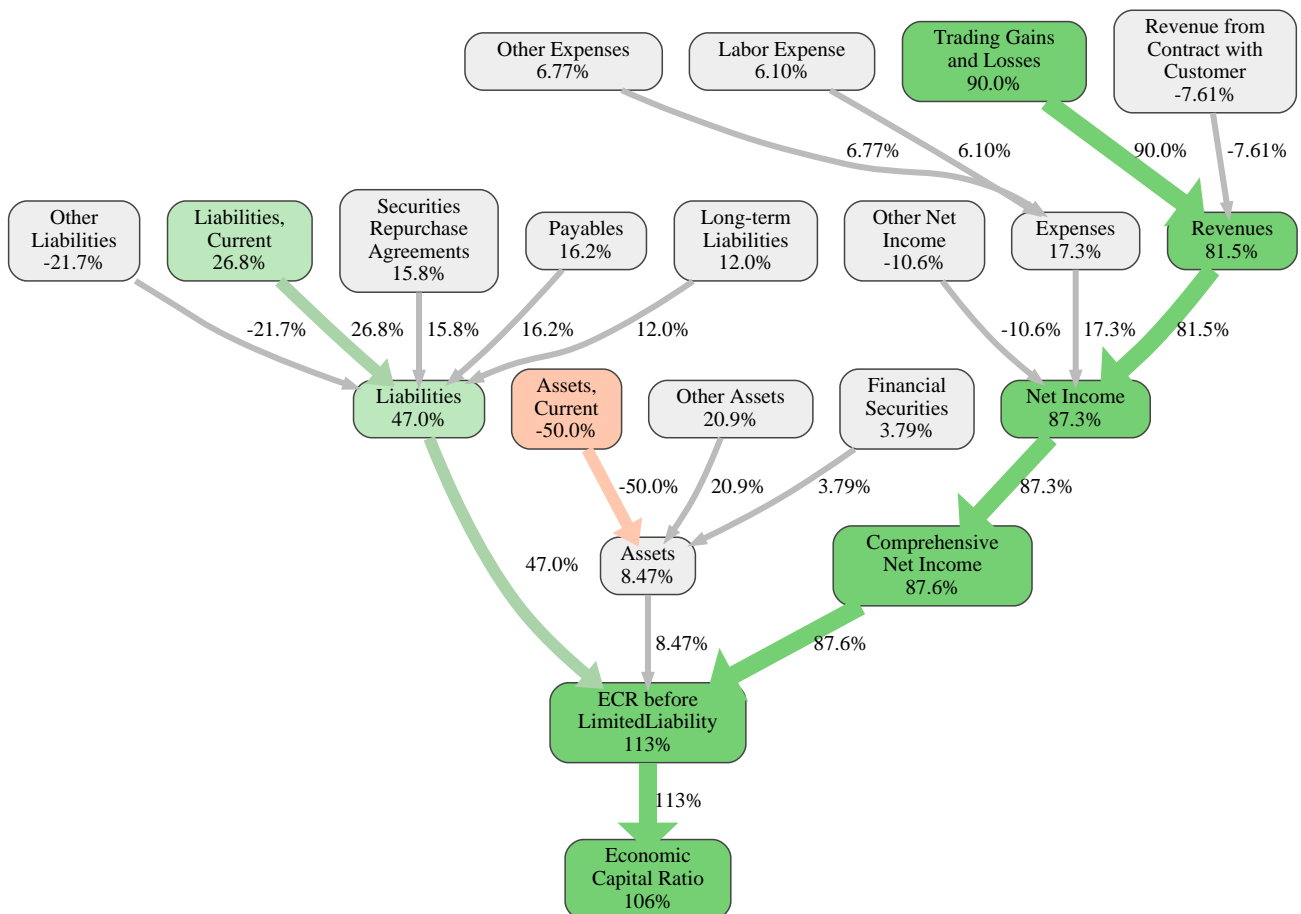 Other Expenses
6.77%
Labor Expense
6.10%
Trading Gains
and Losses
90.0%
Revenue from
Contract with
Customer
-7.61%
6.77%
6.10%
90.0%
-7.61%
Other
Liabilities
-21.7%
Liabilities,
Current
26.8%
Securities
Repurchase
Agreements
15.8%
Payables
16.2%
Long-term
Liabilities
12.0%
Other Net
Income
-10.6%
Expenses
17.3%
Revenues
81.5%
-21.7%
26.8%
15.8%
16.2%
12.0%
-10.6%
17.3%
81.5%
Liabilities
47.0%
Assets,
Current
-50.0%
Other Assets
20.9%
Financial
Securities
3.79%
Net Income
87.3%
-50.0%
20.9%
3.79%
87.3%
47.0%
Assets
8.47%
Comprehensive
Net Income
87.6%
8.47%
87.6%
ECR before
LimitedLiability
113%
113%
Economic
Capital Ratio
106%